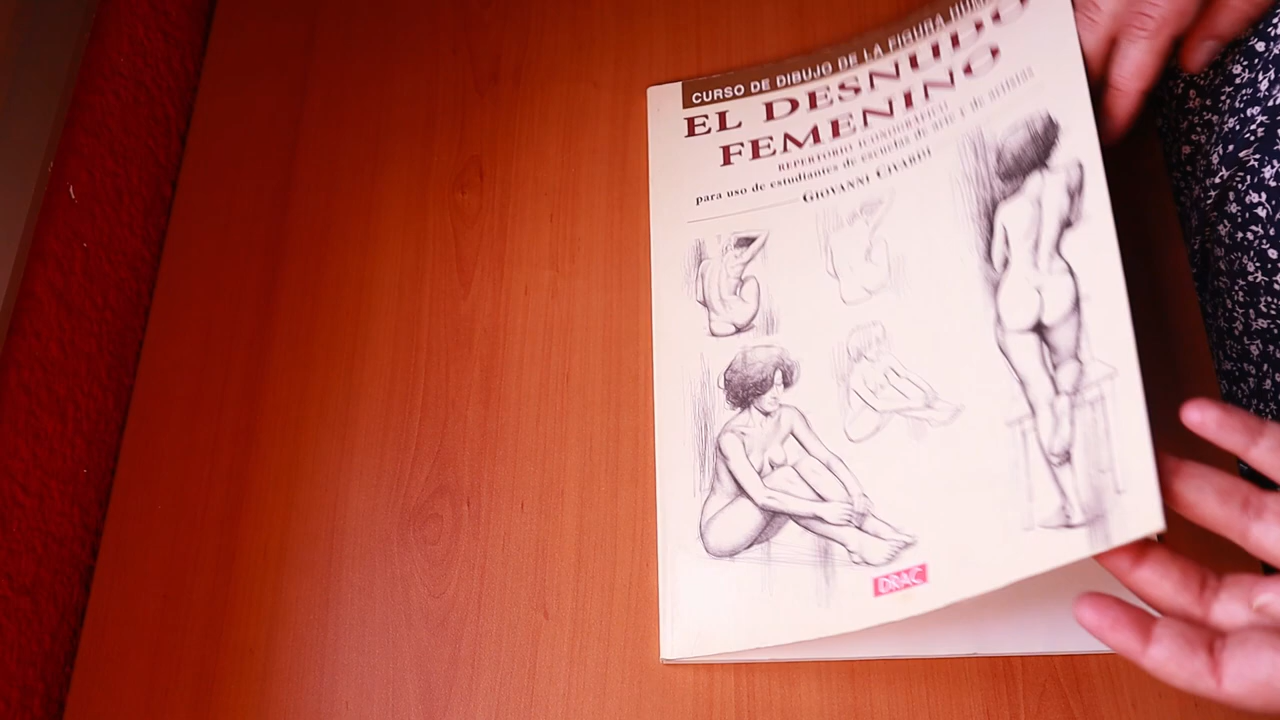 CURSO DE DIBUJO DE LA FIGURA HUM
EL DESNUDO
FEMENINO
REPERTORIO ICONOGRÁFICO
para uso de estudiantes de escuelas de arte y de artistas
GIOVANNI CIVARDI
DRAC